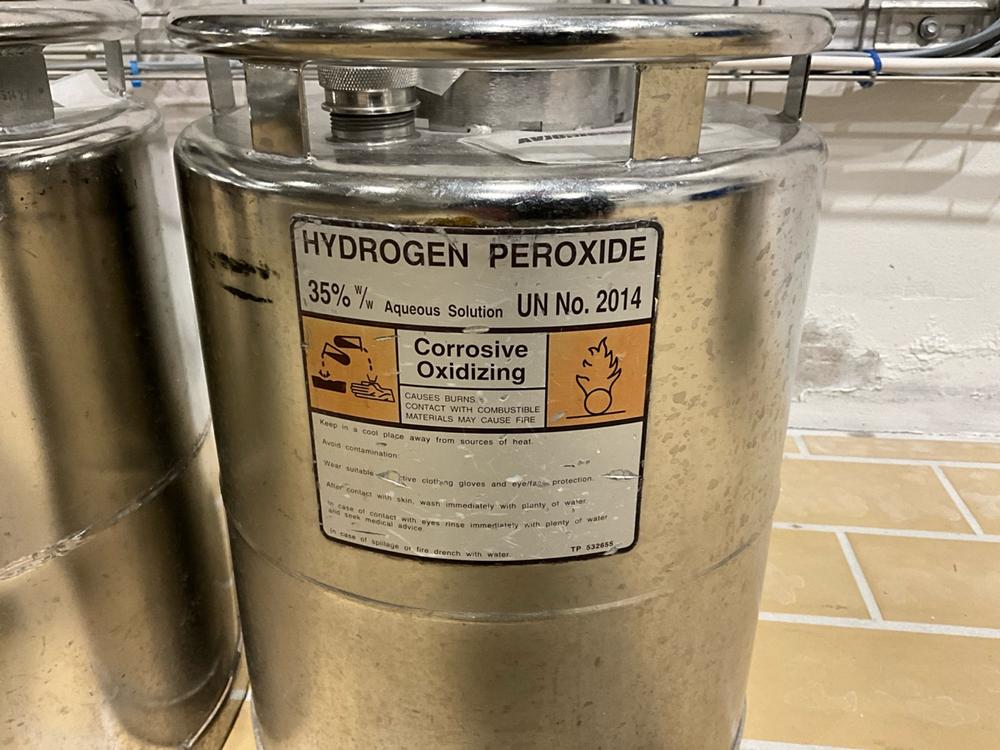 HYDROGEN PEROXIDE
35% w/w Aqueous Solution UN No. 2014
Corrosive
Oxidizing
CAUSES BURNS.
CONTACT WITH COMBUSTIBLE
MATERIALS MAY CAUSE FIRE
Keep in a cool place away from sources of heat.
Avoid contamination.
Wear suitable clothing gloves and eye/face protection.
After contact with skin, wash immediately with plenty of water.
In case of contact with eyes rinse immediately with plenty of water
and seek medical advice
In case of spillage or fire drench with water.
TP 53265S